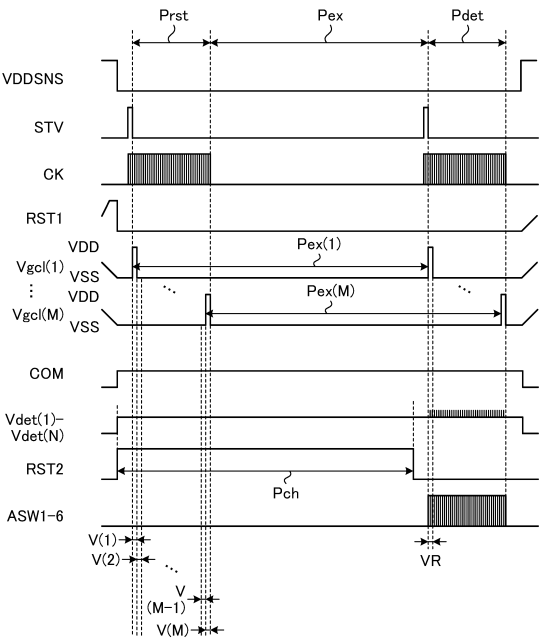 Prst Pex Pdet
VDDSNS
STV
CK
RST1
VDD Pex(1)
Vgcl(1) VSS
⋮ VDD Pex(M)
Vgcl(M) VSS
COM
Vdet(1)-
Vdet(N)
RST2
Pch
ASW1-6
V(1) VR
V(2)
V
(M-1)
V(M)